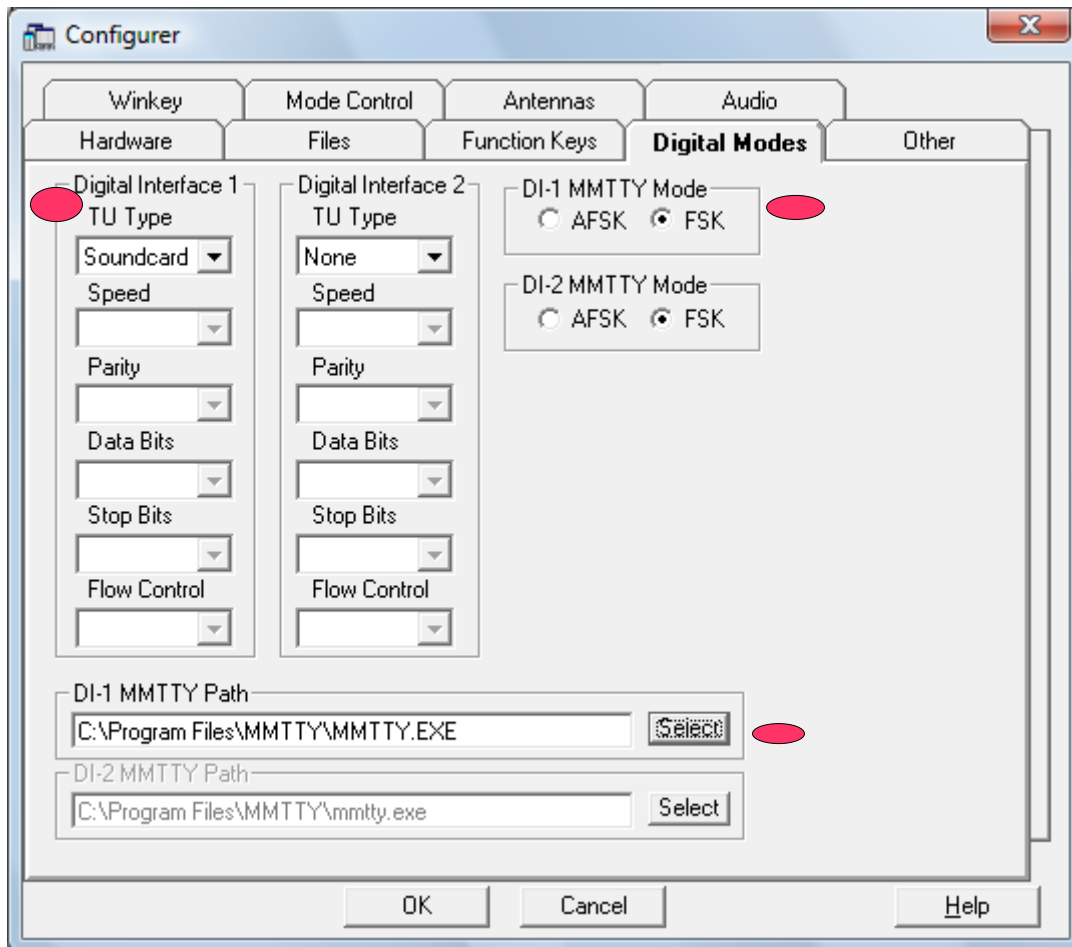 Configurer
Winkey Mode Control Antennas Audio
Hardware Files Function Keys Digital Modes Other
Digital Interface 1
TU Type
Soundcard
Speed
Parity
Data Bits
Stop Bits
Flow Control
Digital Interface 2
TU Type
None
Speed
Parity
Data Bits
Stop Bits
Flow Control
DI-1 MMTTY Mode
AFSK FSK
DI-2 MMTTY Mode
AFSK FSK
DI-1 MMTTY Path
C:\Program Files\MMTTY\MMTTY.EXE Select
DI-2 MMTTY Path
C:\Program Files\MMTTY\mmtty.exe Select
OK Cancel Help